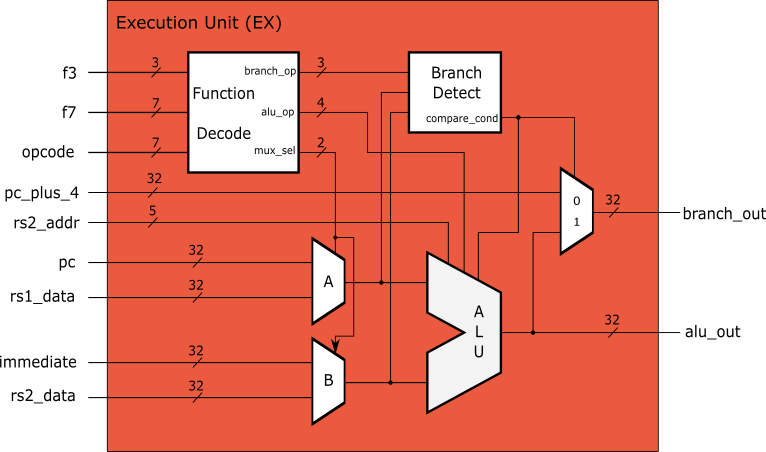 Execution Unit (EX)
f3
3
branch_op
3
Branch
Detect
compare_cond
Function
Decode
f7
7
alu_op
4
opcode
7
mux_sel
2
pc_plus_4
32
0
1
32
branch_out
rs2_addr
5
pc
32
A
rs1_data
32
A
L
U
32
alu_out
immediate
32
B
rs2_data
32